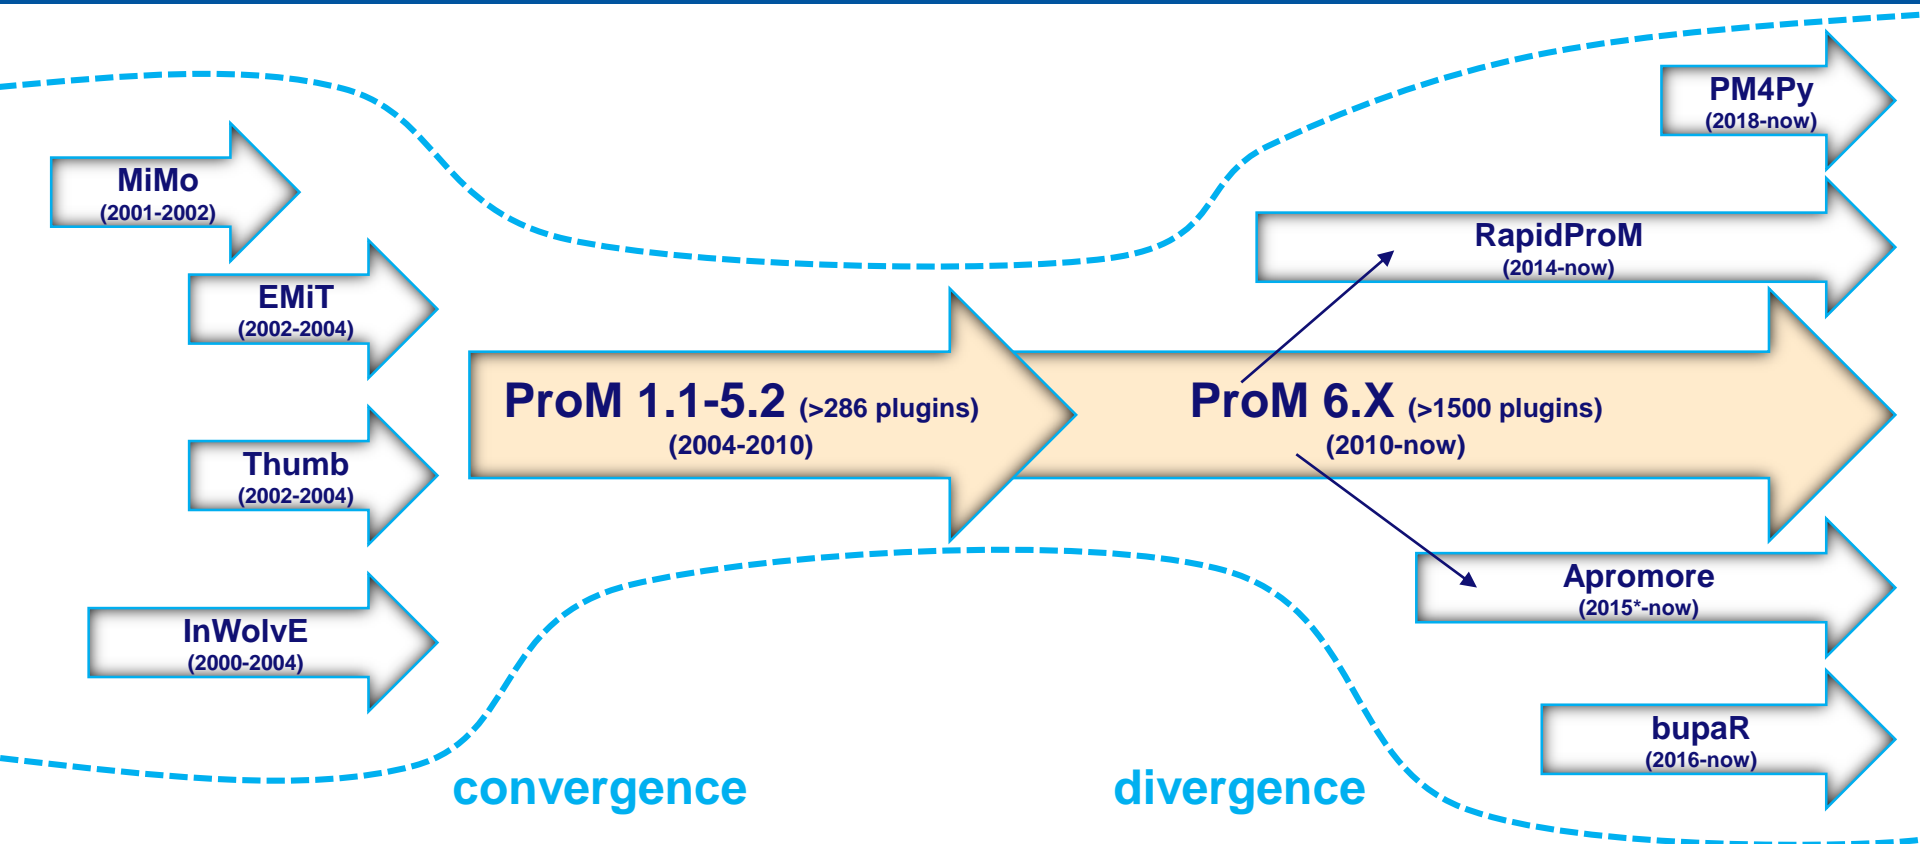 MiMo
(2001-2002)
EMiT
(2002-2004)
Thumb
(2002-2004)
InWolvE
(2000-2004)
ProM 1.1-5.2 (>286 plugins)
(2004-2010)
ProM 6.X (>1500 plugins)
(2010-now)
PM4Py
(2018-now)
RapidProM
(2014-now)
Apromore
(2015*-now)
bupaR
(2016-now)
convergence
divergence